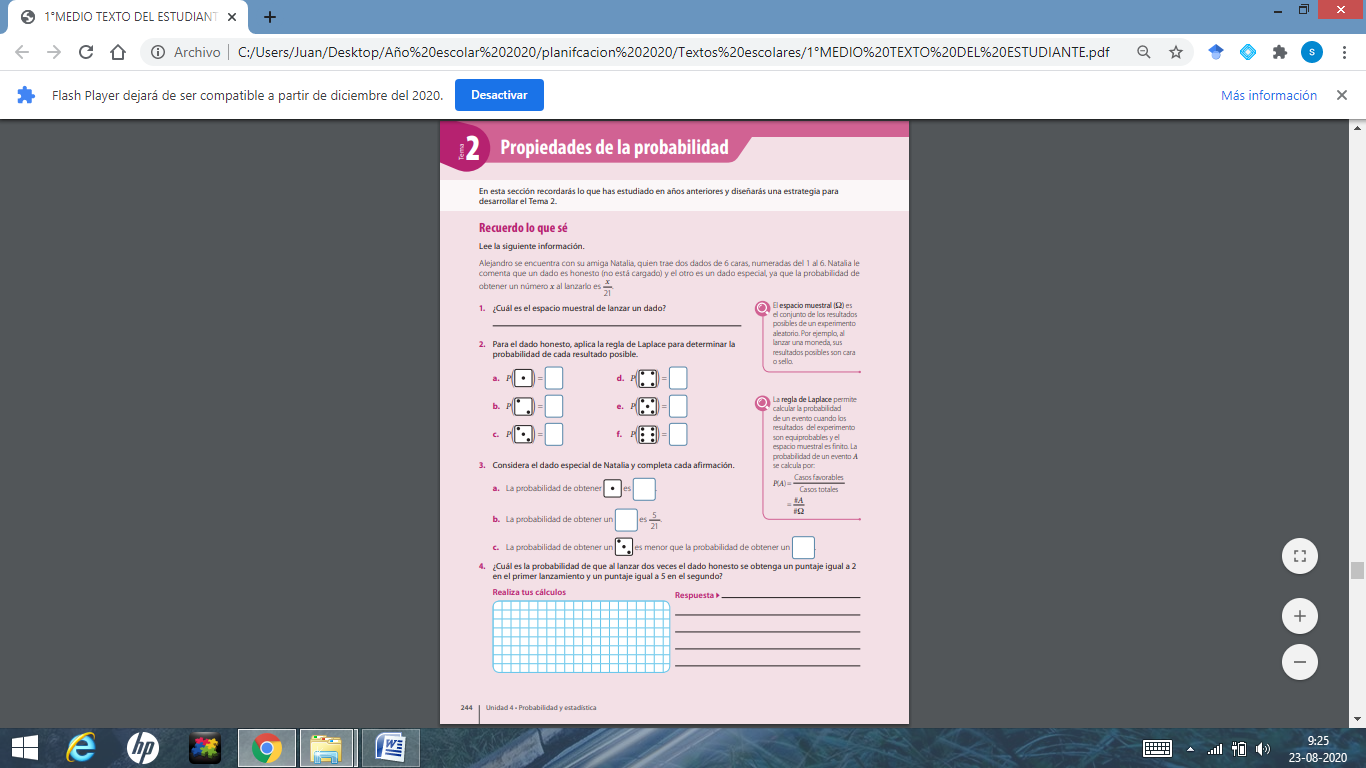 1°MEDIO TEXTO DEL ESTUDIANT
Archivo
C:/Users/Juan/Desktop/Año%20escolar%202020/planifcacion%202020/Textos%20escolares/1°MEDIO%20TEXTO%20DEL%20ESTUDIANTE.pdf
S
Flash Player dejará de ser compatible a partir de diciembre del 2020.
Desactivar
Más información
Tema 2
Propiedades de la probabilidad
En esta sección recordarás lo que has estudiado en años anteriores y diseñarás una estrategia para
desarrollar el Tema 2.
Recuerdo lo que sé
Lee la siguiente información.
Alejandro se encuentra con su amiga Natalia, quien trae dos dados de 6 caras, numeradas del 1 al 6. Natalia le
comenta que un dado es honesto (no está cargado) y el otro es un dado especial, ya que la probabilidad de
obtener un número x al lanzarlo es x/21.
1. ¿Cuál es el espacio muestral de lanzar un dado?
2. Para el dado honesto, aplica la regla de Laplace para determinar la
probabilidad de cada resultado posible.
a. P( ) =
d. P( ) =
b. P( ) =
e. P( ) =
c. P( ) =
f. P( ) =
3. Considera el dado especial de Natalia y completa cada afirmación.
a. La probabilidad de obtener es .
b. La probabilidad de obtener un es 5/21.
c. La probabilidad de obtener un es menor que la probabilidad de obtener un .
4. ¿Cuál es la probabilidad de que al lanzar dos veces el dado honesto se obtenga un puntaje igual a 2
en el primer lanzamiento y un puntaje igual a 5 en el segundo?
Realiza tus cálculos
Respuesta
El espacio muestral (Ω) es
el conjunto de los resultados
posibles de un experimento
aleatorio. Por ejemplo, al
lanzar una moneda, sus
resultados posibles son cara
o sello.
La regla de Laplace permite
calcular la probabilidad
de un evento cuando los
resultados del experimento
son equiprobables y el
espacio muestral es finito. La
probabilidad de un evento A
se calcula por:
P(A) = Casos favorables
Casos totales
= #A
#Ω
244 Unidad 4 • Probabilidad y estadística
hp
9:25
23-08-2020